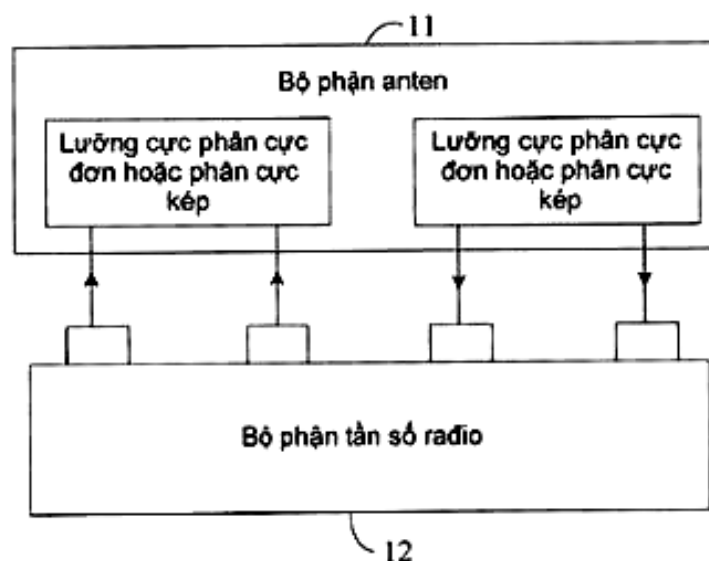 11
Bộ phận anten
Lưỡng cực phân cực
đơn hoặc phân cực
kép
Lưỡng cực phân cực
đơn hoặc phân cực
kép
Bộ phận tần số rađio
12